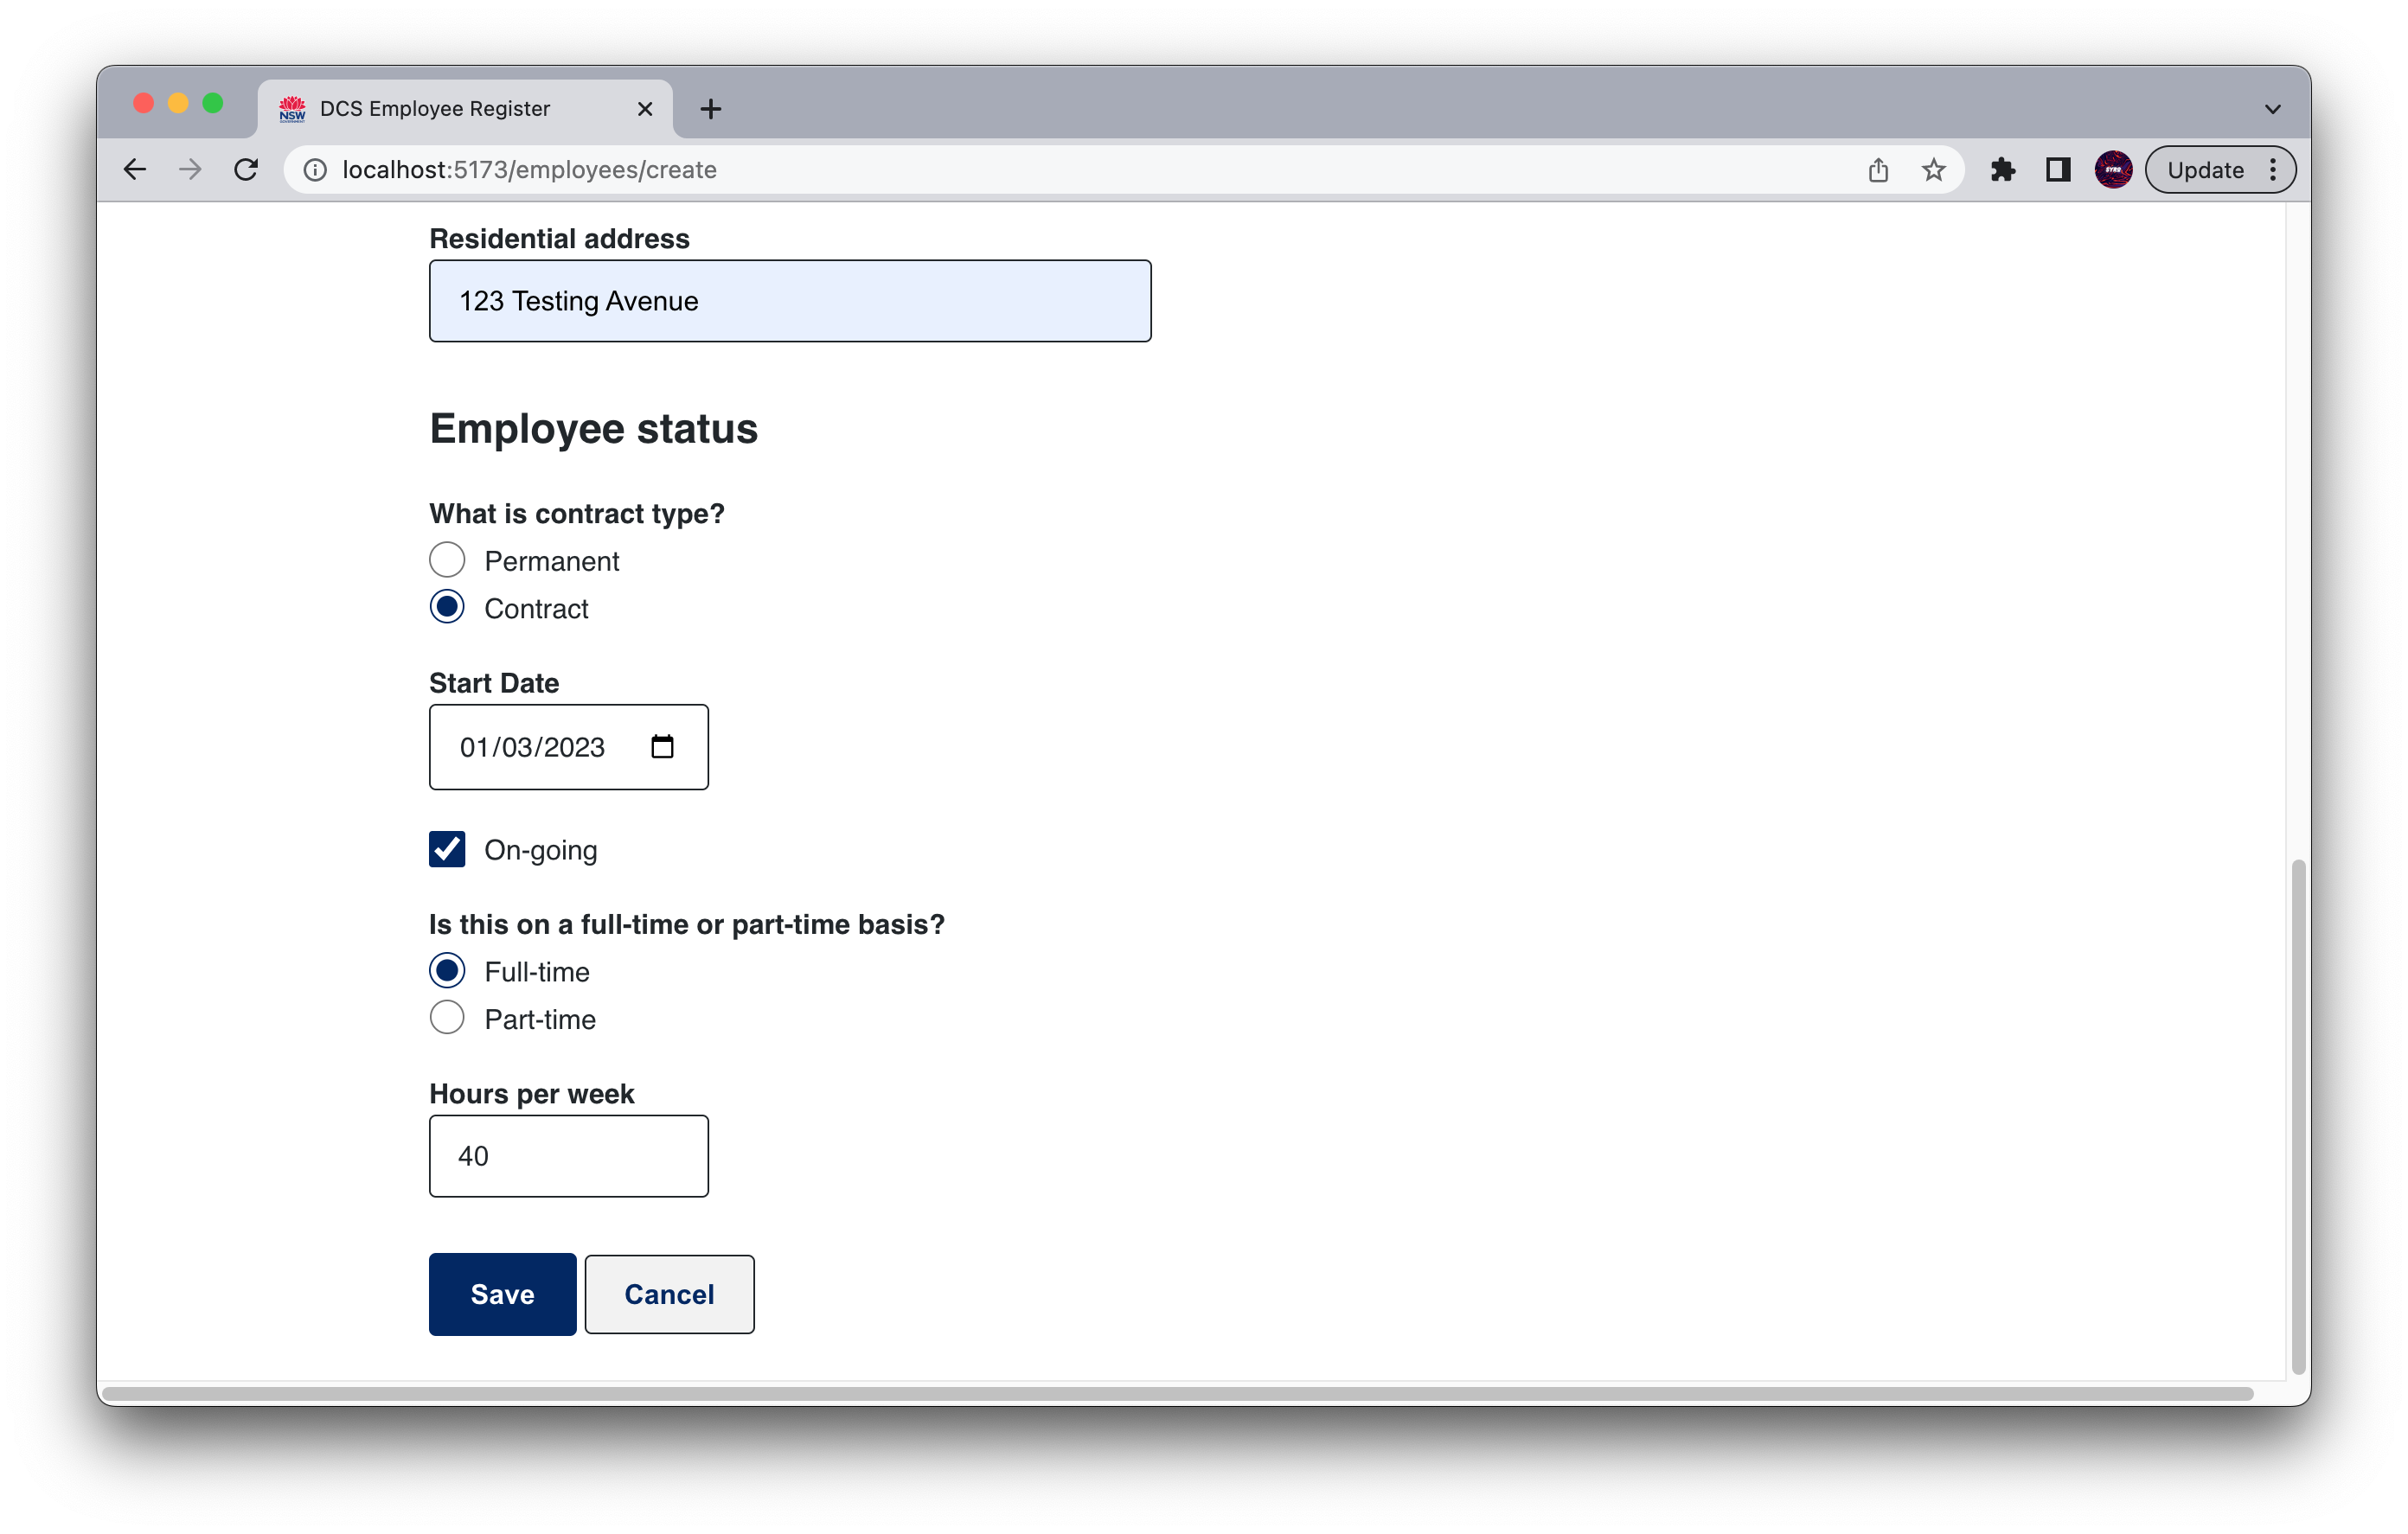 NSW
GOVERNMENT
DCS Employee Register
localhost:5173/employees/create
Update
Residential address
123 Testing Avenue
Employee status
What is contract type?
Permanent
Contract
Start Date
01/03/2023
On-going
Is this on a full-time or part-time basis?
Full-time
Part-time
Hours per week
40
Save Cancel